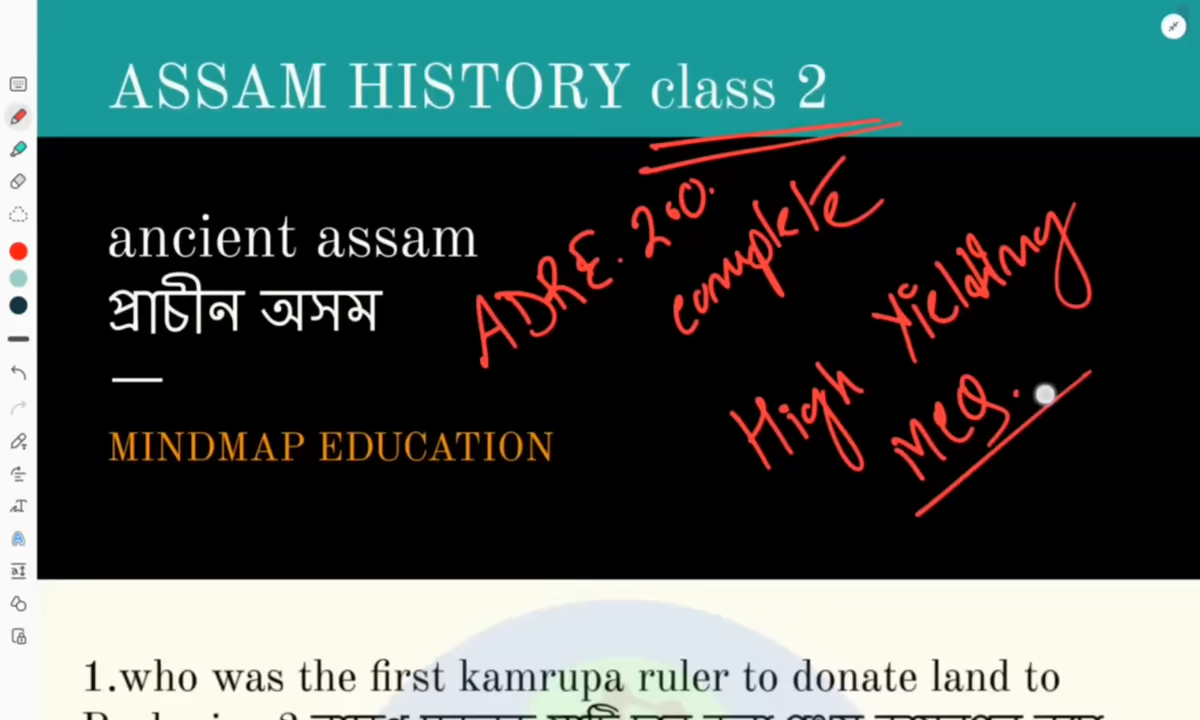 ASSAM HISTORY class 2
ancient assam
প্ৰাচীন অসম
MINDMAP EDUCATION
ADRE. 2.0.
complete
High Yielding
MCQ.
1.who was the first kamrupa ruler to donate land to